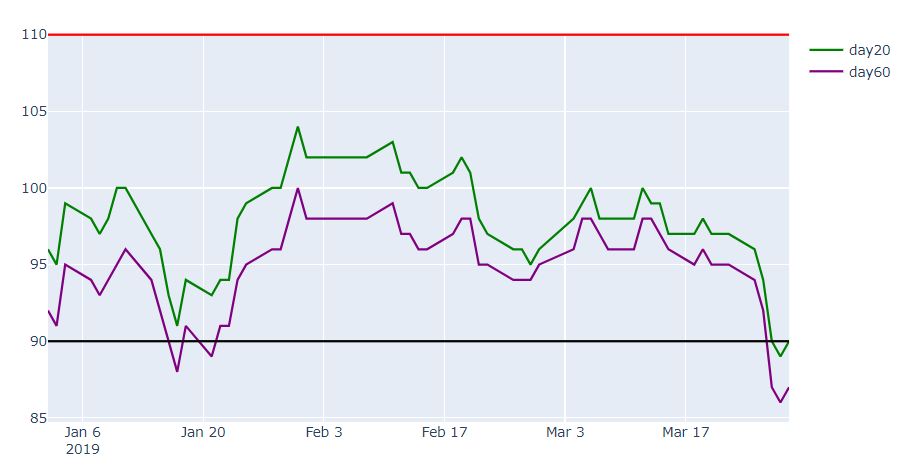 110
105
100
95
90
85
Jan 6
2019
Jan 20
Feb 3
Feb 17
Mar 3
Mar 17
day20
day60